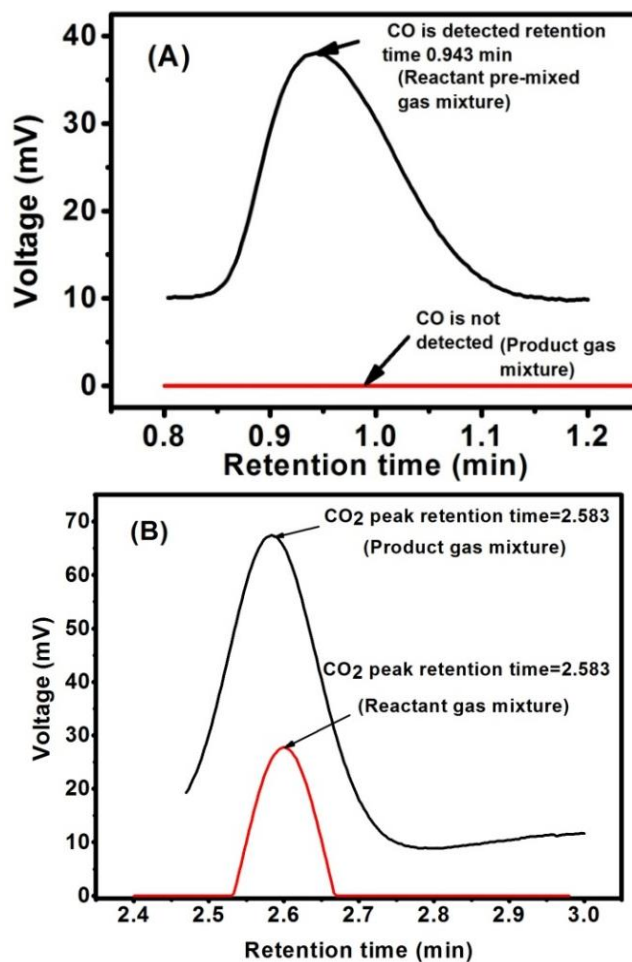 (A)
CO is detected retention
time 0.943 min
(Reactant pre-mixed
gas mixture)
40
30
20
10
0
Voltage (mV)
CO is not
detected
(Product gas
mixture)
0.8 0.9 1.0 1.1 1.2
Retention time (min)
(B)
CO2 peak retention time=2.583
(Product gas mixture)
CO2 peak retention time=2.583
(Reactant gas mixture)
70
60
50
40
30
20
10
0
Voltage (mV)
2.4 2.5 2.6 2.7 2.8 2.9 3.0
Retention time (min)